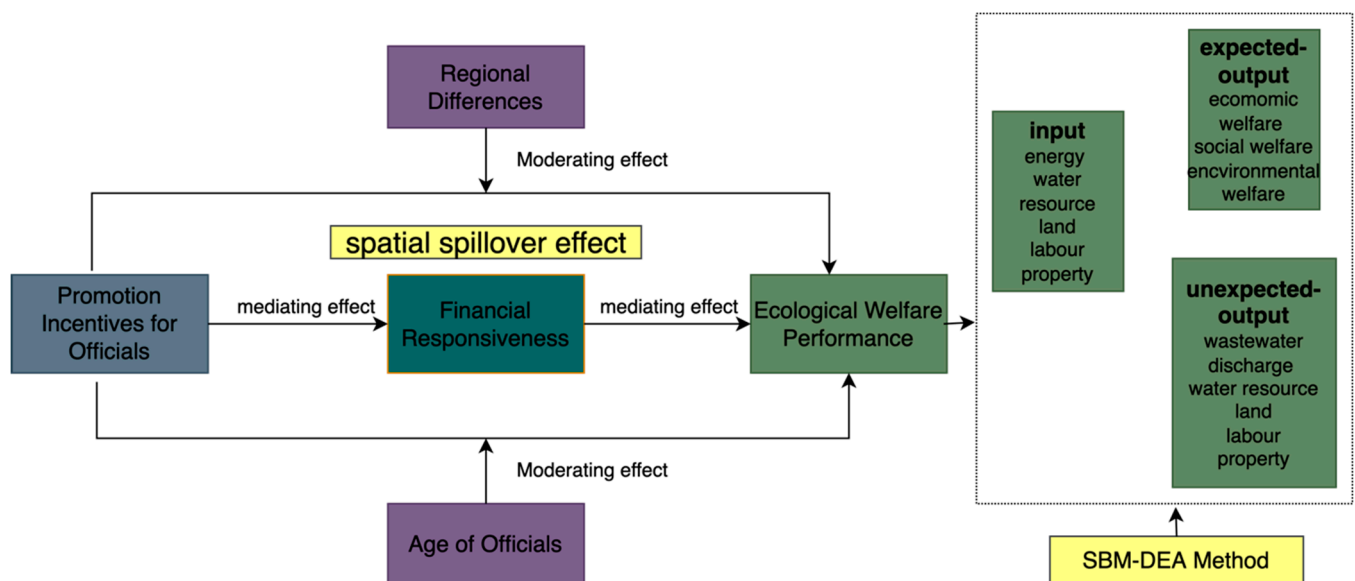 Regional
Differences
Moderating effect
spatial spillover effect
Promotion
Incentives for
Officials
mediating effect
Financial
Responsiveness
mediating effect
Ecological Welfare
Performance
Moderating effect
Age of Officials
input
energy
water
resource
land
labour
property
expected-
output
ecomomic
welfare
social welfare
encvironmental
welfare
unexpected-
output
wastewater
discharge
water resource
land
labour
property
SBM-DEA Method